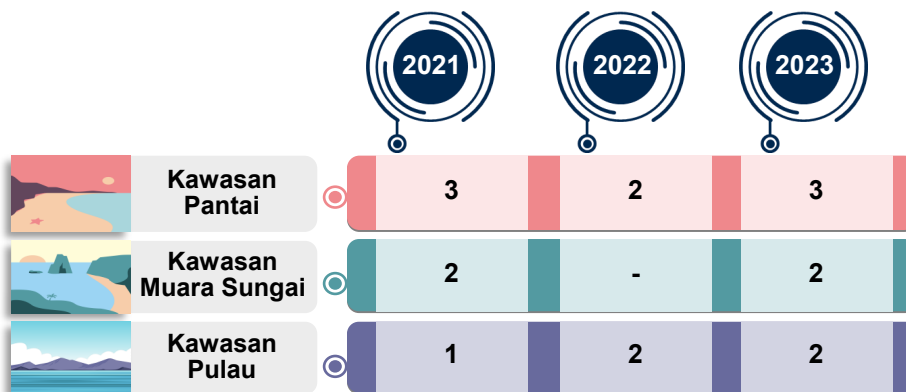 2021 2022 2023
Kawasan
Pantai
3 2 3
Kawasan
Muara Sungai
2 - 2
Kawasan
Pulau
1 2 2